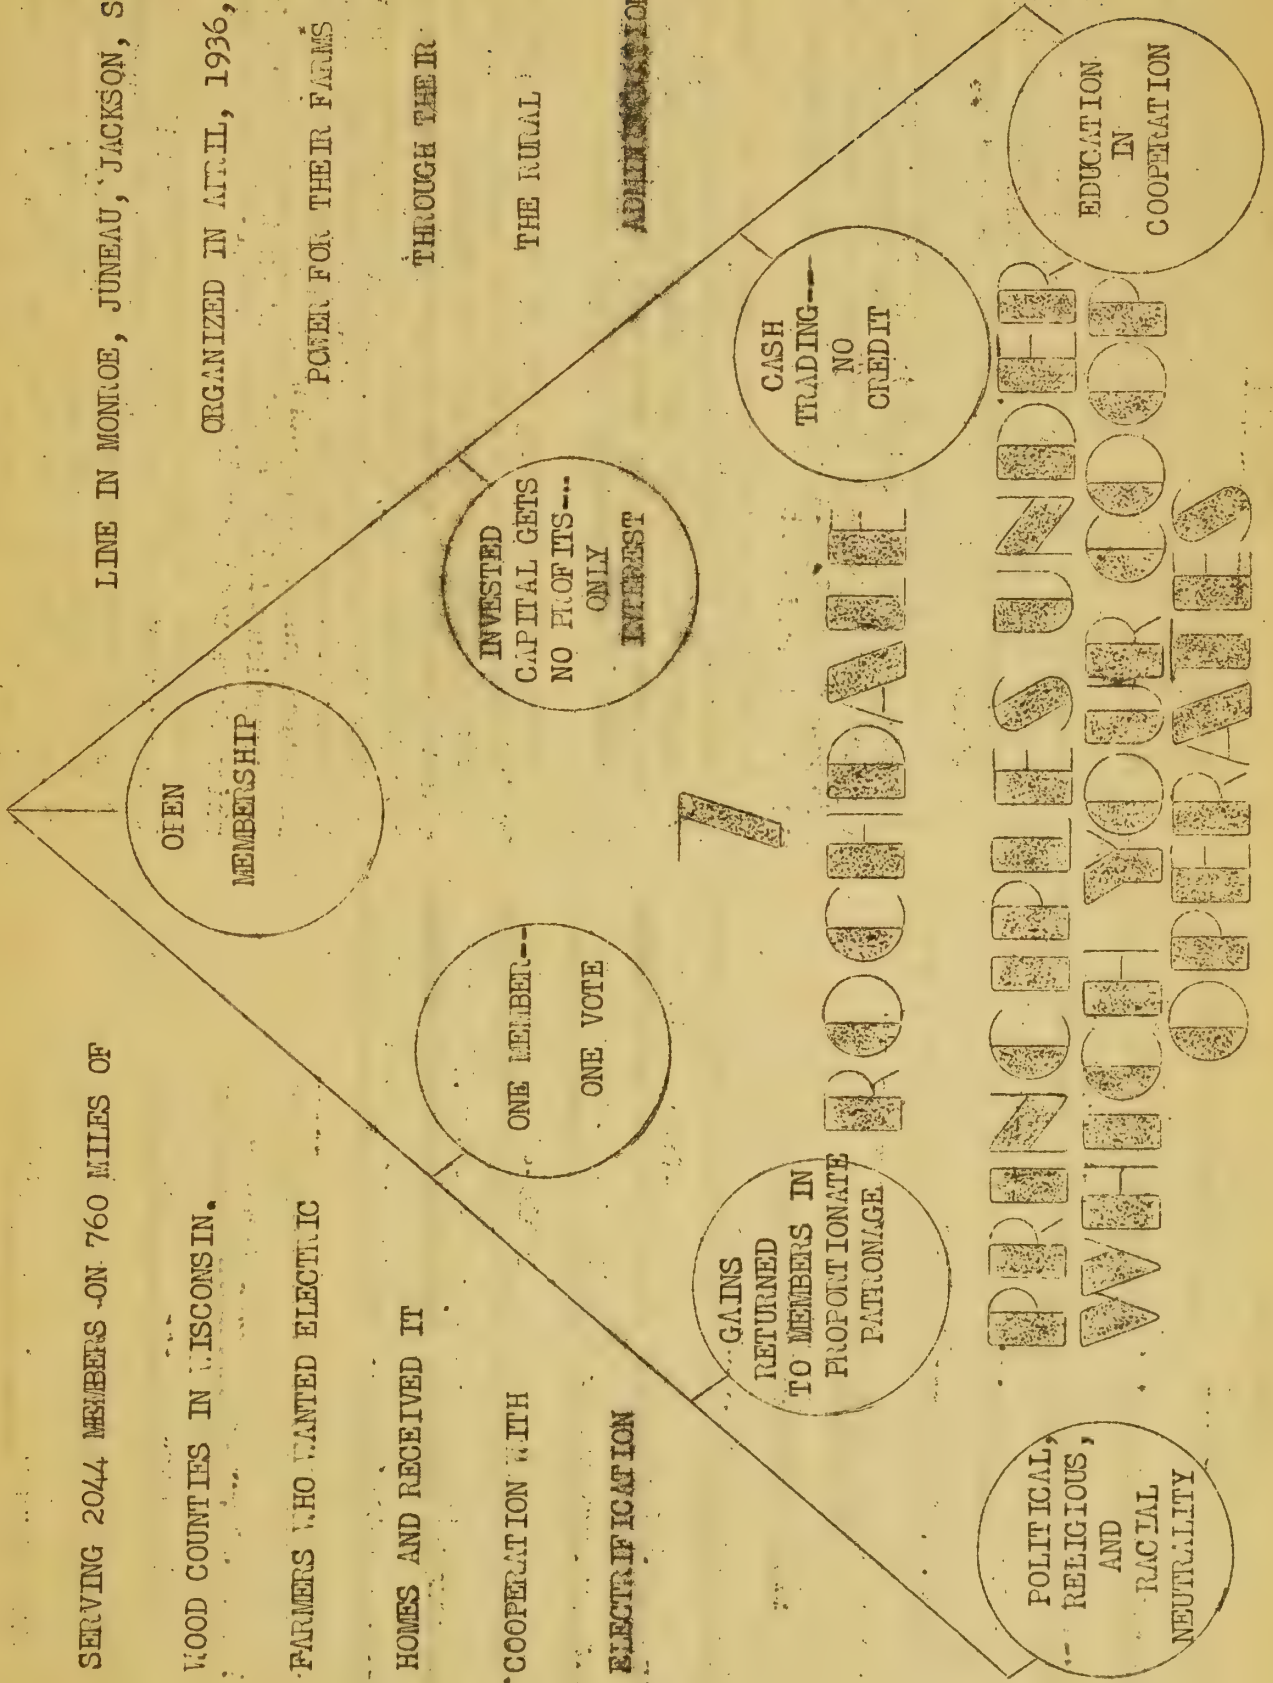 SERVING 2044 MEMBERS ON 760 MILES OF LINE IN MONROE, JUNEAU, JACKSON, S
WOOD COUNTIES IN WISCONSIN. ORGANIZED IN APRIL, 1936,
FARMERS WHO WANTED ELECTRIC POWER FOR THEIR FARMS
HOMES AND RECEIVED IT THROUGH THEIR
COOPERATION WITH THE RURAL
ELECTRIFICATION ADMINISTRATION
OPEN
MEMBERSHIP
ONE MEMBER--
ONE VOTE
INVESTED
CAPITAL GETS
NO PROFITS---
ONLY
INTEREST
GAINS
RETURNED
TO MEMBERS IN
PROPORTIONATE
PATRONAGE
CASH
TRADING--
NO
CREDIT
POLITICAL,
RELIGIOUS,
AND
RACIAL
NEUTRALITY
EDUCATION
IN
COOPERATION
7
ROCHDALE
PRINCIPLES UNDER
WHICH YOUR COOP
OPERATES